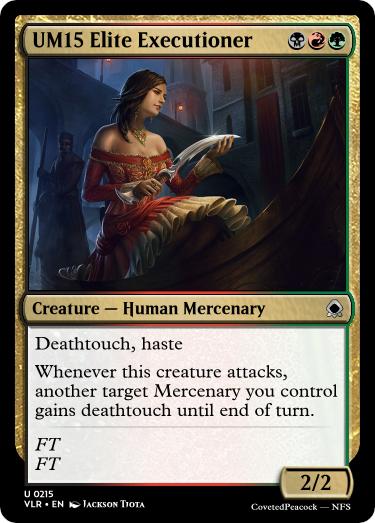 UM15 Elite Executioner
Creature — Human Mercenary
Deathtouch, haste
Whenever this creature attacks,
another target Mercenary you control
gains deathtouch until end of turn.
FT
FT
2/2
U 0215
VLR • EN Jackson Tjota
CovetedPeacock — NFS